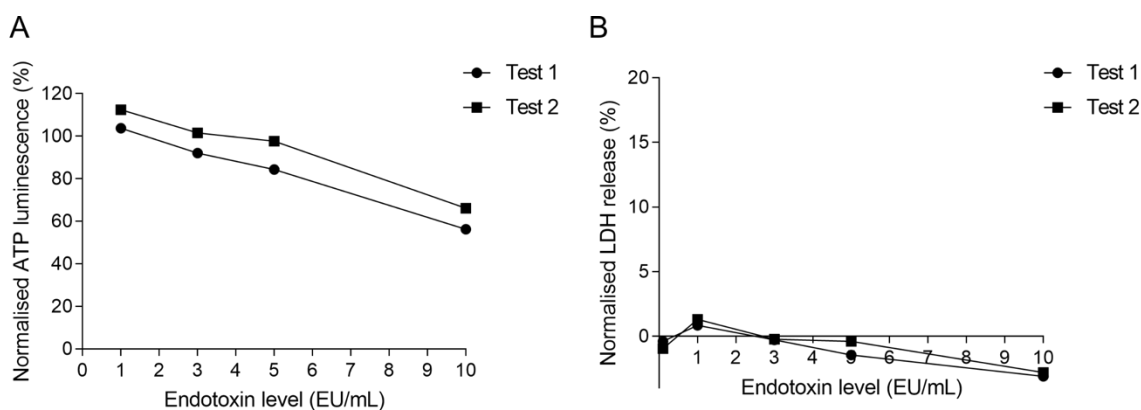 A
Test 1
Test 2
Normalised ATP luminescence (%)
120
100
80
60
40
20
0
0 1 2 3 4 5 6 7 8 9 10
Endotoxin level (EU/mL)
B
Test 1
Test 2
Normalised LDH release (%)
20
15
10
5
0
1 2 3 4 5 6 7 8 9 10
Endotoxin level (EU/mL)